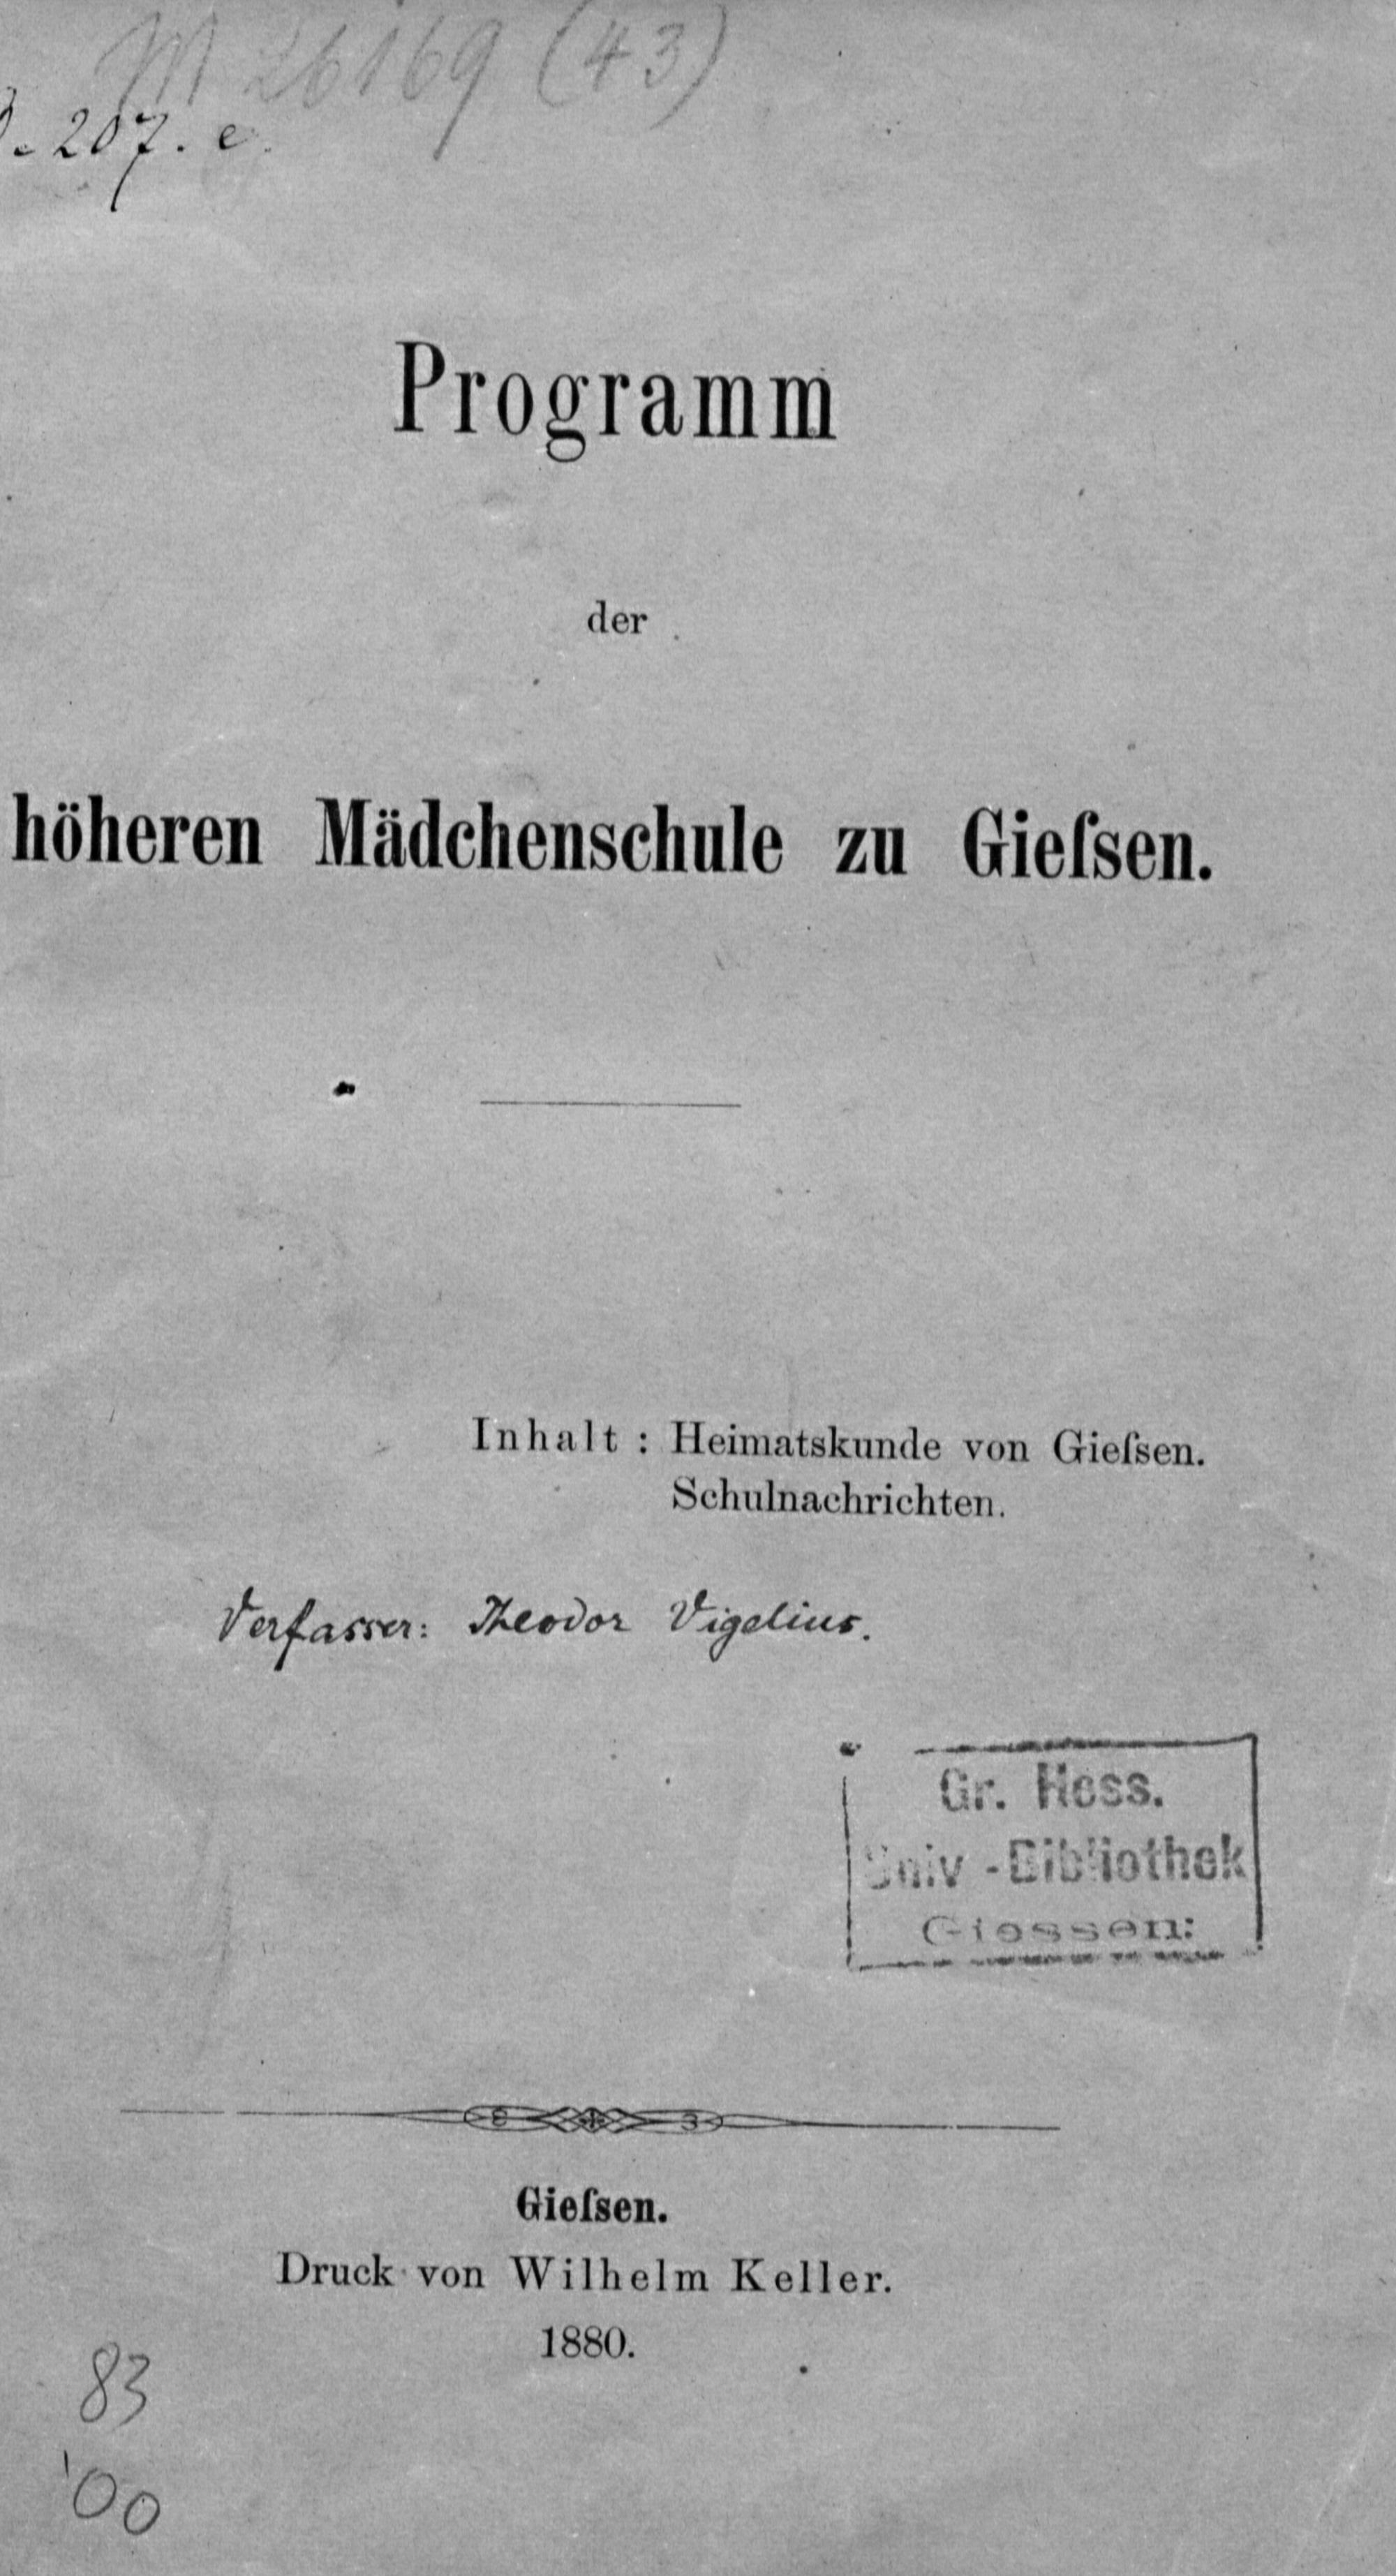 M 26169 (43)
. 207. e.
Programm
der
höheren Mädchenschule zu Gieſsen.
Inhalt : Heimatskunde von Gieſsen.
Schulnachrichten.
Verfasser: Theodor Vigelius.
Gr. Hess.
Univ -Bibliothek
Giessen.
Gieſsen.
Druck von Wilhelm Keller.
1880.
83
'00